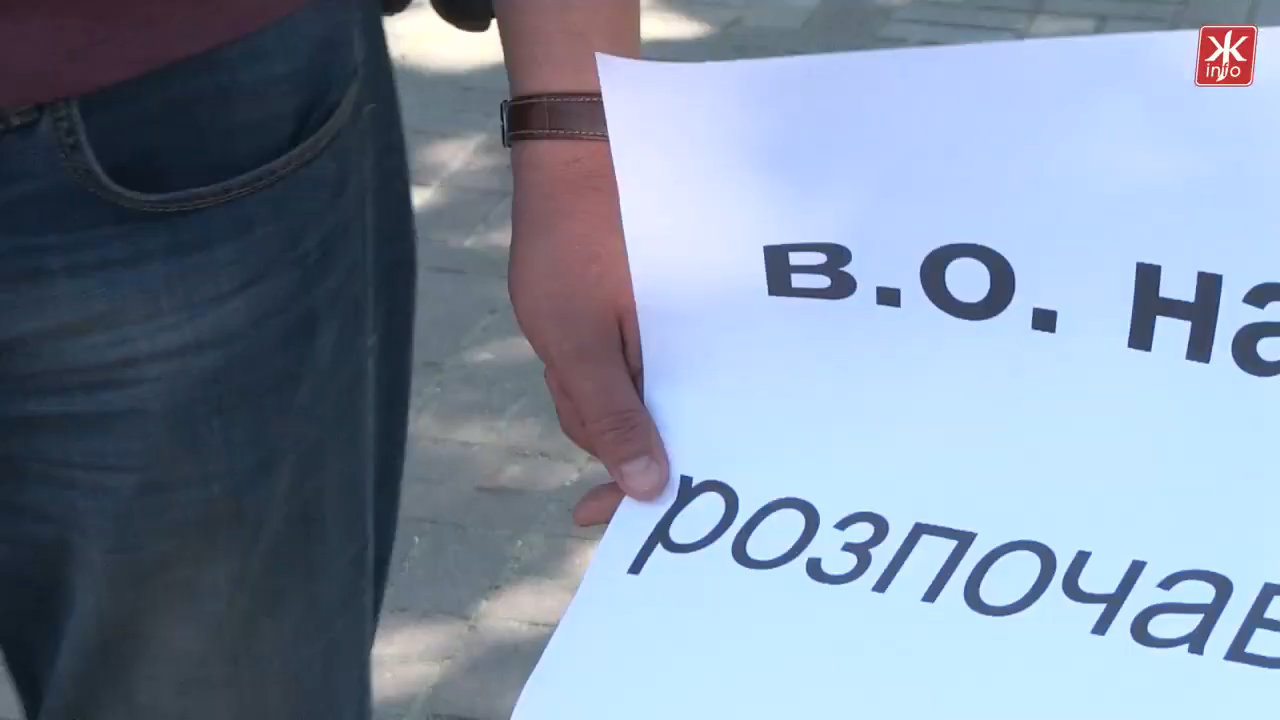 Ж info
в.о. на
розпочав